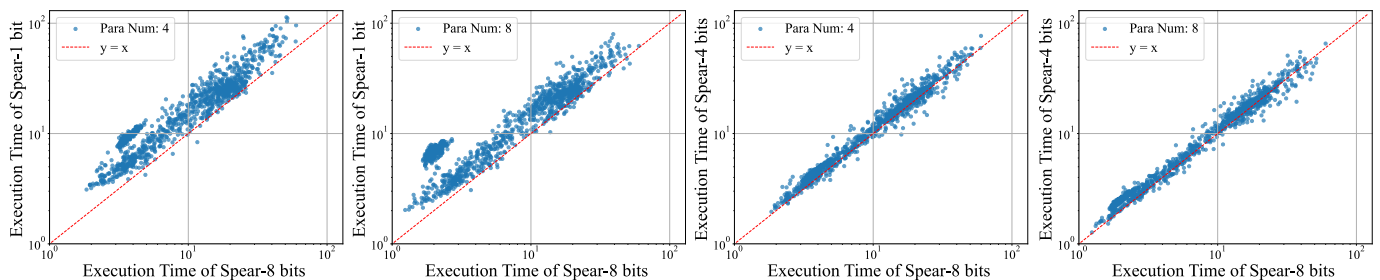 Execution Time of Spear-1 bit
10^2
10^1
10^0
Para Num: 4
y = x
10^0
10^1
10^2
Execution Time of Spear-8 bits
Execution Time of Spear-1 bit
10^2
10^1
10^0
Para Num: 8
y = x
10^0
10^1
10^2
Execution Time of Spear-8 bits
Execution Time of Spear-4 bits
10^2
10^1
10^0
Para Num: 4
y = x
10^0
10^1
10^2
Execution Time of Spear-8 bits
Execution Time of Spear-4 bits
10^2
10^1
10^0
Para Num: 8
y = x
10^0
10^1
10^2
Execution Time of Spear-8 bits